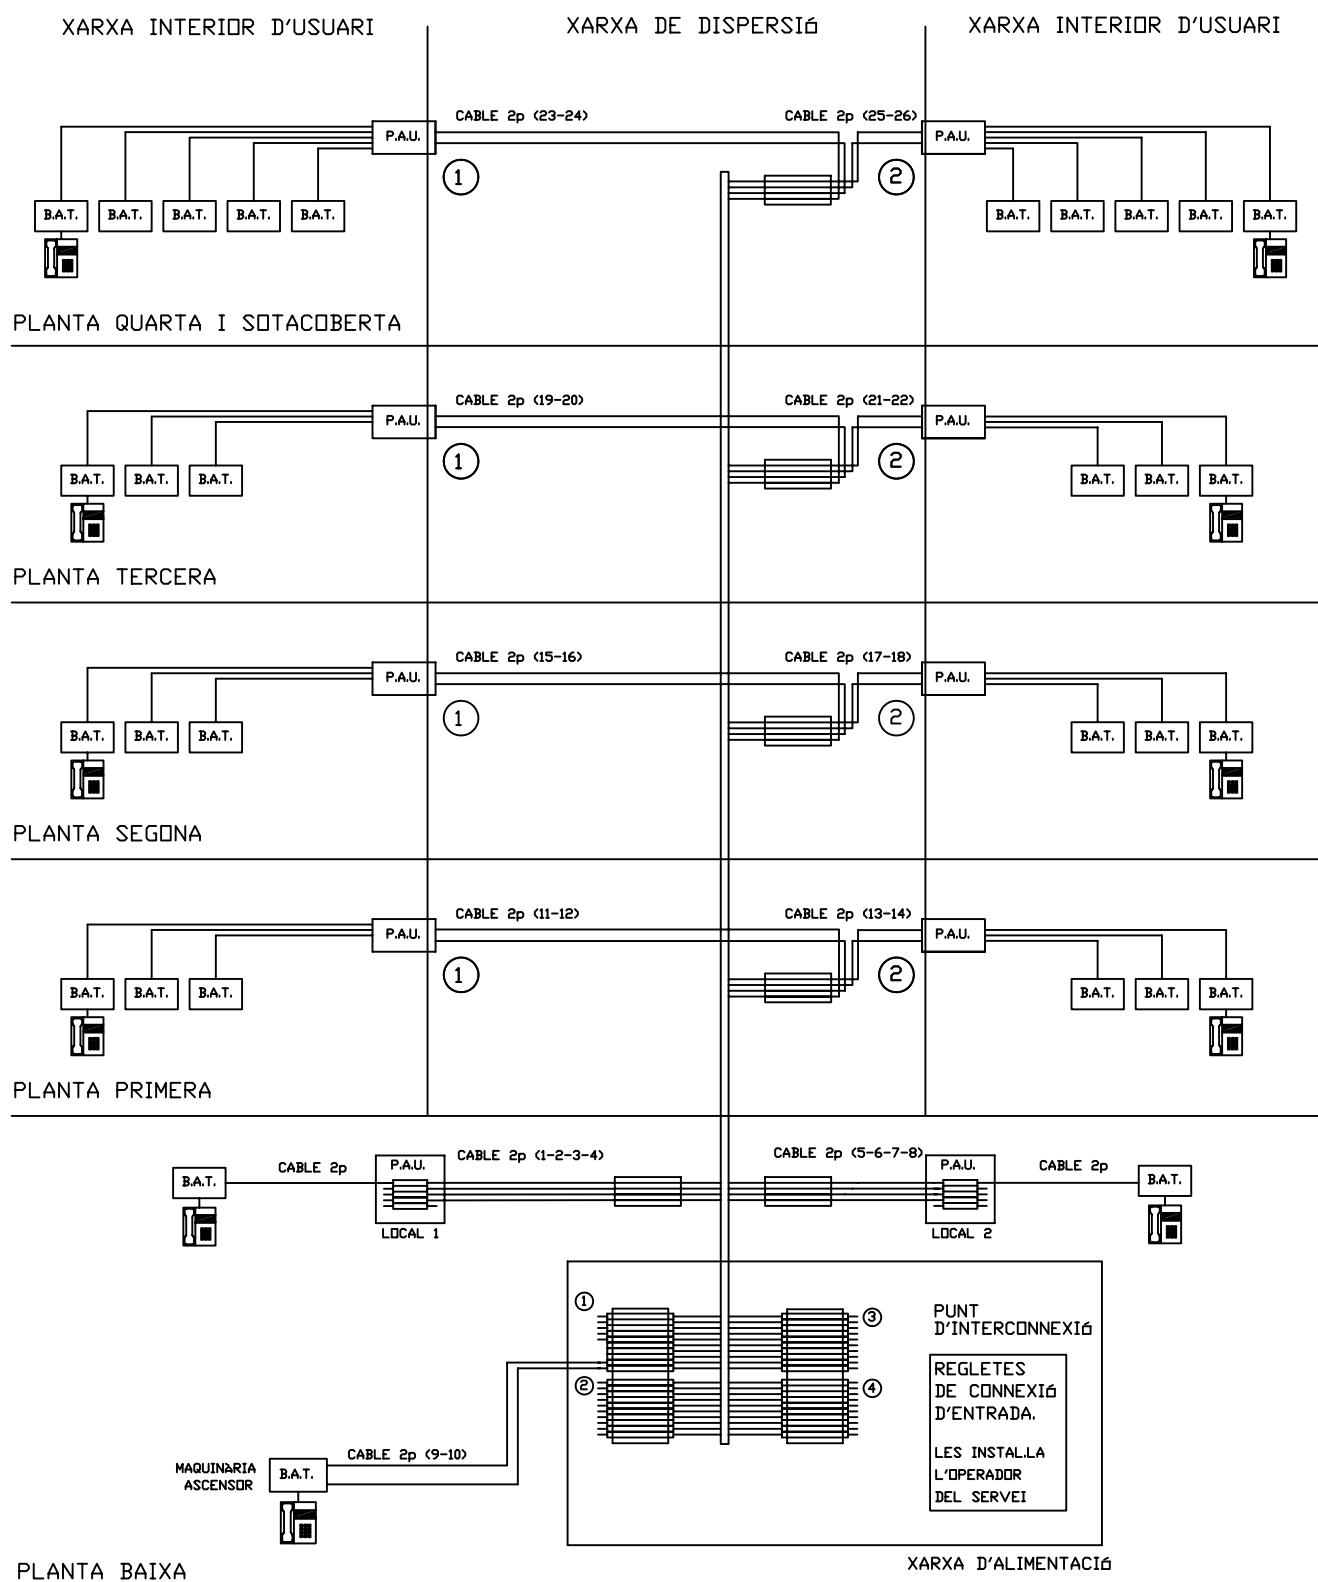 XARXA INTERIOR D'USUARI
XARXA DE DISPERSIó
XARXA INTERIOR D'USUARI
CABLE 2p (23-24)
CABLE 2p (25-26)
P.A.U.
P.A.U.
1
2
B.A.T.
B.A.T.
B.A.T.
B.A.T.
B.A.T.
B.A.T.
B.A.T.
B.A.T.
B.A.T.
B.A.T.
PLANTA QUARTA I SOTACOBERTA
CABLE 2p (19-20)
CABLE 2p (21-22)
P.A.U.
P.A.U.
1
2
B.A.T.
B.A.T.
B.A.T.
B.A.T.
B.A.T.
B.A.T.
PLANTA TERCERA
CABLE 2p (15-16)
CABLE 2p (17-18)
P.A.U.
P.A.U.
1
2
B.A.T.
B.A.T.
B.A.T.
B.A.T.
B.A.T.
B.A.T.
PLANTA SEGONA
CABLE 2p (11-12)
CABLE 2p (13-14)
P.A.U.
P.A.U.
1
2
B.A.T.
B.A.T.
B.A.T.
B.A.T.
B.A.T.
B.A.T.
PLANTA PRIMERA
CABLE 2p (1-2-3-4)
CABLE 2p (5-6-7-8)
B.A.T.
CABLE 2p
P.A.U.
P.A.U.
CABLE 2p
B.A.T.
LOCAL 1
LOCAL 2
1
3
2
4
PUNT
D'INTERCONNEXIó
REGLETES
DE CONNEXIó
D'ENTRADA.
LES INSTAL.LA
L'OPERADOR
DEL SERVEI
CABLE 2p (9-10)
MAQUINàRIA
ASCENSOR
B.A.T.
PLANTA BAIXA
XARXA D'ALIMENTACIó